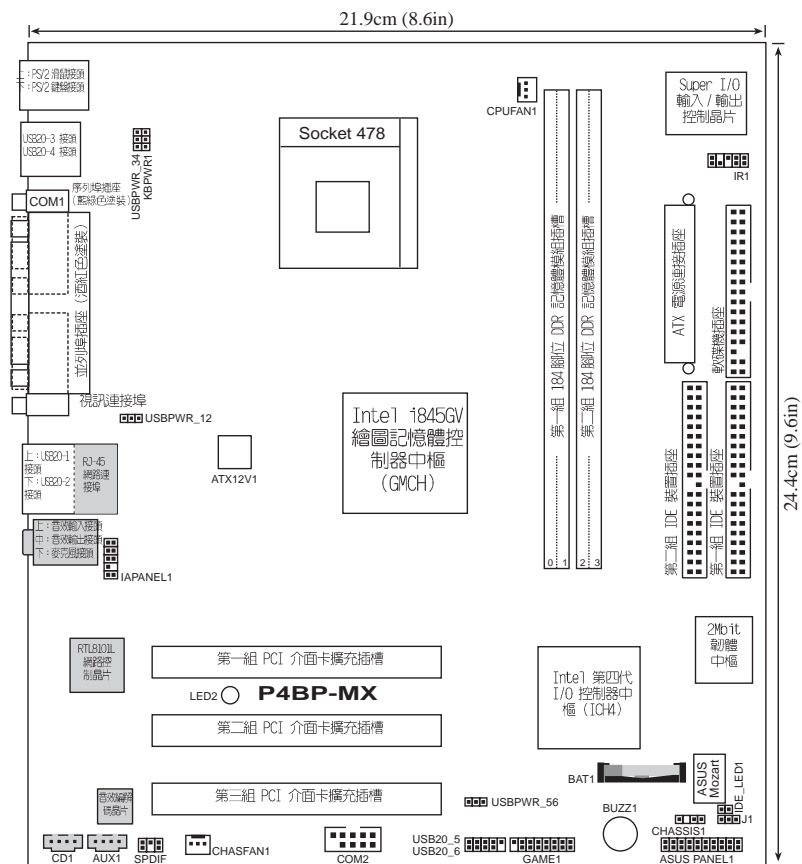 21.9cm (8.6in)
上：PS/2 滑鼠接頭
下：PS/2 鍵盤接頭
CPUFAN1
Super I/O
輸入 / 輸出
控制晶片
Socket 478
USB20-3 接頭
USB20-4 接頭
USBPWR_34
KBPWR1
IR1
COM1
序列埠插座
(藍綠色塗裝)
並列埠插座 (酒紅色塗裝)
第一組 184 腳位 DDR 記憶體模組插槽
第二組 184 腳位 DDR 記憶體模組插槽
0 1
2 3
ATX 電源連接插座
軟碟機插座
24.4cm (9.6in)
視訊連接埠
USBPWR_12
Intel i845GV
繪圖記憶體控
制器中樞
(GMCH)
ATX12V1
上：USB20-1
接頭
下：USB20-2
接頭
RJ-45
網路連
接埠
第二組 IDE 裝置插座
第一組 IDE 裝置插座
上：音效輸入接頭
中：音效輸出接頭
下：麥克風接頭
IAPANEL1
RTL8101L
網路控
制晶片
第一組 PCI 介面卡擴充插槽
LED2
P4BP-MX
第二組 PCI 介面卡擴充插槽
Intel 第四代
I/O 控制器中
樞 (ICH4)
2Mbit
韌體
中樞
音效編解
碼晶片
第三組 PCI 介面卡擴充插槽
BAT1
ASUS
Mozart
IDE_LED1
USBPWR_56
BUZZ1
J1
CHASSIS1
CD1
AUX1
SPDIF
CHASFAN1
COM2
USB20_5
USB20_6
GAME1
ASUS PANEL1